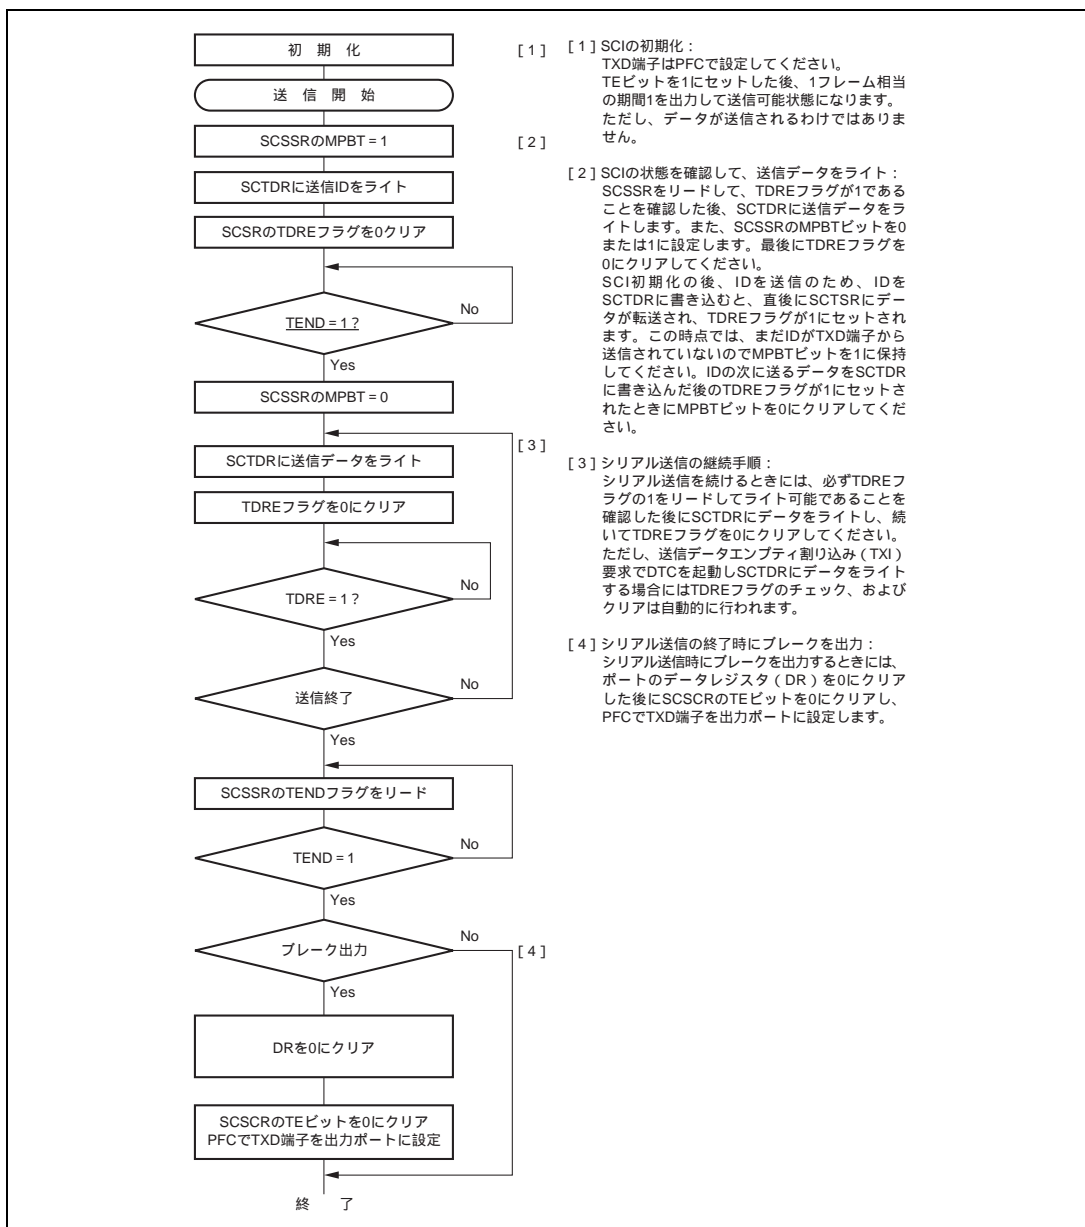 初 期 化
[ 1 ]
送 信 開 始
SCSSRのMPBT = 1
[ 2 ]
SCTDRに送信IDをライト
SCSRのTDREフラグを0クリア
TEND = 1 ?
No
Yes
SCSSRのMPBT = 0
[ 3 ]
SCTDRに送信データをライト
TDREフラグを0にクリア
TDRE = 1 ?
No
Yes
送信終了
No
Yes
SCSSRのTENDフラグをリード
TEND = 1
No
Yes
ブレーク出力
No
[ 4 ]
Yes
DRを0にクリア
SCSCRのTEビットを0にクリア
PFCでTXD端子を出力ポートに設定
終 了
[ 1 ] SCIの初期化：
TXD端子はPFCで設定してください。
TEビットを1にセットした後、1フレーム相当
の期間1を出力して送信可能状態になります。
ただし、データが送信されるわけではありま
せん。
[ 2 ] SCIの状態を確認して、送信データをライト：
SCSSRをリードして、TDREフラグが1である
ことを確認した後、SCTDRに送信データをラ
イトします。また、SCSSRのMPBTビットを0
または1に設定します。最後にTDREフラグを
0にクリアしてください。
SCI初期化の後、IDを送信のため、IDを
SCTDRに書き込むと、直後にSCTSRにデー
タが転送され、TDREフラグが1にセットされ
ます。この時点では、まだIDがTXD端子から
送信されていないのでMPBTビットを1に保持
してください。IDの次に送るデータをSCTDR
に書き込んだ後のTDREフラグが1にセットさ
れたときにMPBTビットを0にクリアしてくだ
さい。
[ 3 ] シリアル送信の継続手順：
シリアル送信を続けるときには、必ずTDREフ
ラグの1をリードしてライト可能であることを
確認した後にSCTDRにデータをライトし、続
いてTDREフラグを0にクリアしてください。
ただし、送信データエンプティ割り込み（TXI）
要求でDTCを起動しSCTDRにデータをライト
する場合にはTDREフラグのチェック、および
クリアは自動的に行われます。
[ 4 ] シリアル送信の終了時にブレークを出力：
シリアル送信時にブレークを出力するときには、
ポートのデータレジスタ（DR）を0にクリア
した後にSCSCRのTEビットを0にクリアし、
PFCでTXD端子を出力ポートに設定します。